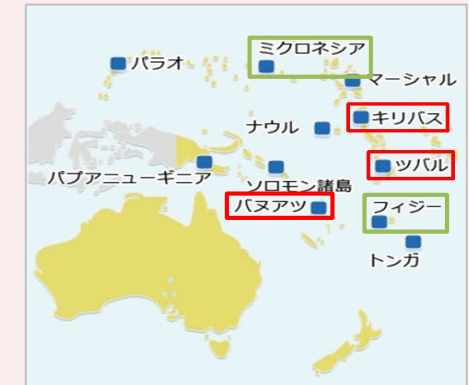 ミクロネシア
パラオ
マーシャル
キリバス
ナウル
ツバル
パプアニューギニア
ソロモン諸島
バヌアツ
フィジー
トンガ